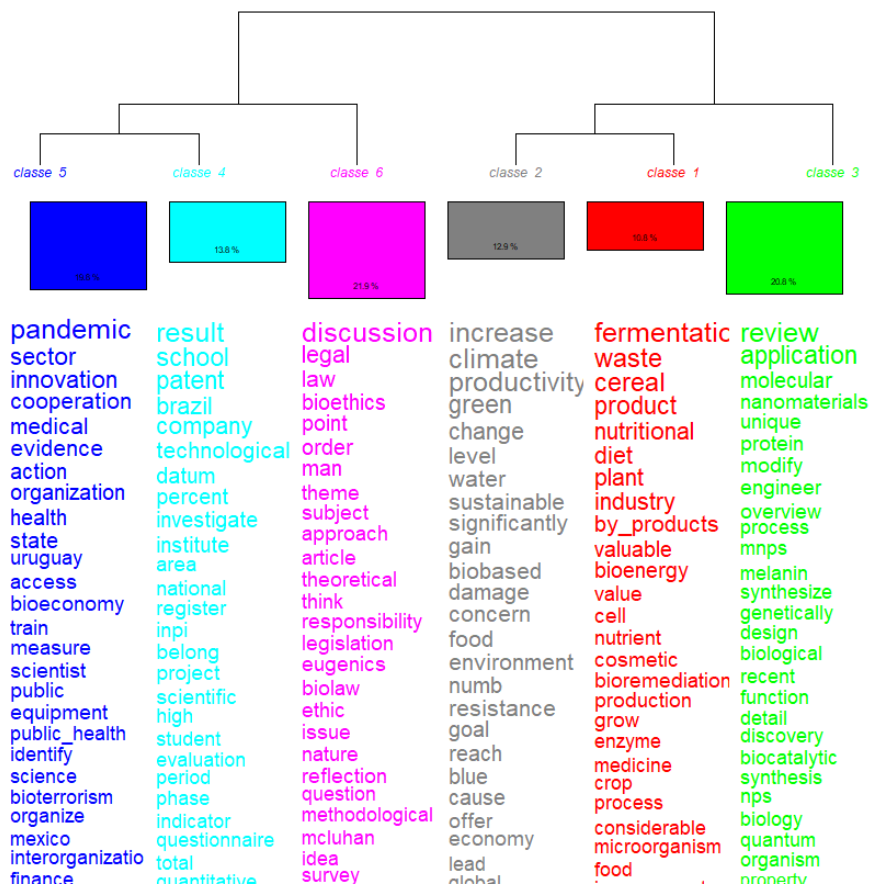 classe 5
classe 4
classe 6
classe 2
classe 1
classe 3
19.8 %
13.8 %
21.9 %
12.9 %
10.8 %
20.8 %
pandemic
sector
innovation
cooperation
medical
evidence
action
organization
health
state
uruguay
access
bioeconomy
train
measure
scientist
public
equipment
public_health
identify
science
bioterrorism
organize
mexico
interorganizatio
finance
result
school
patent
brazil
company
technological
datum
percent
investigate
institute
area
national
register
inpi
belong
project
scientific
high
student
evaluation
period
phase
indicator
questionnaire
total
quantitative
discussion
legal
law
bioethics
point
order
man
theme
subject
approach
article
theoretical
think
responsibility
legislation
eugenics
biolaw
ethic
issue
nature
reflection
question
methodological
mcluhan
idea
survey
increase
climate
productivity
green
change
level
water
sustainable
significantly
gain
biobased
damage
concern
food
environment
numb
resistance
goal
reach
blue
cause
offer
economy
lead
global
fermentatic
waste
cereal
product
nutritional
diet
plant
industry
by_products
valuable
bioenergy
value
cell
nutrient
cosmetic
bioremediation
production
grow
enzyme
medicine
crop
process
considerable
microorganism
food
review
application
molecular
nanomaterials
unique
protein
modify
engineer
overview
process
mnps
melanin
synthesize
genetically
design
biological
recent
function
detail
discovery
biocatalytic
synthesis
nps
biology
quantum
organism
property